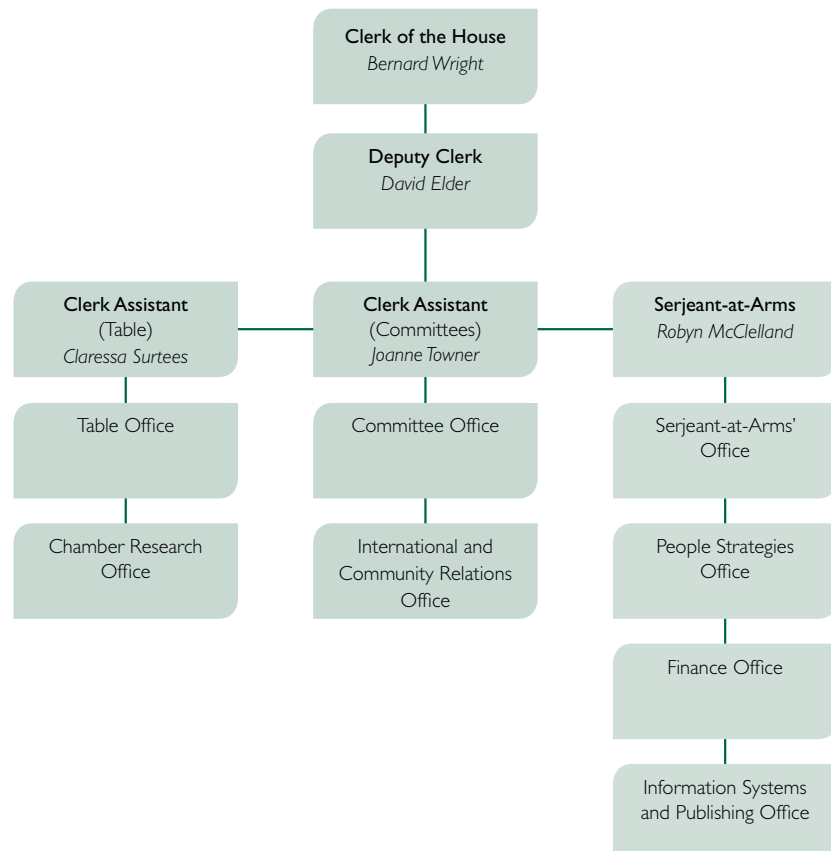 Clerk of the House
Bernard Wright
Deputy Clerk
David Elder
Clerk Assistant
(Table)
Claressa Surtees
Clerk Assistant
(Committees)
Joanne Towner
Serjeant-at-Arms
Robyn McClelland
Table Office
Committee Office
Serjeant-at-Arms’
Office
Chamber Research
Office
International and
Community Relations
Office
People Strategies
Office
Finance Office
Information Systems
and Publishing Office